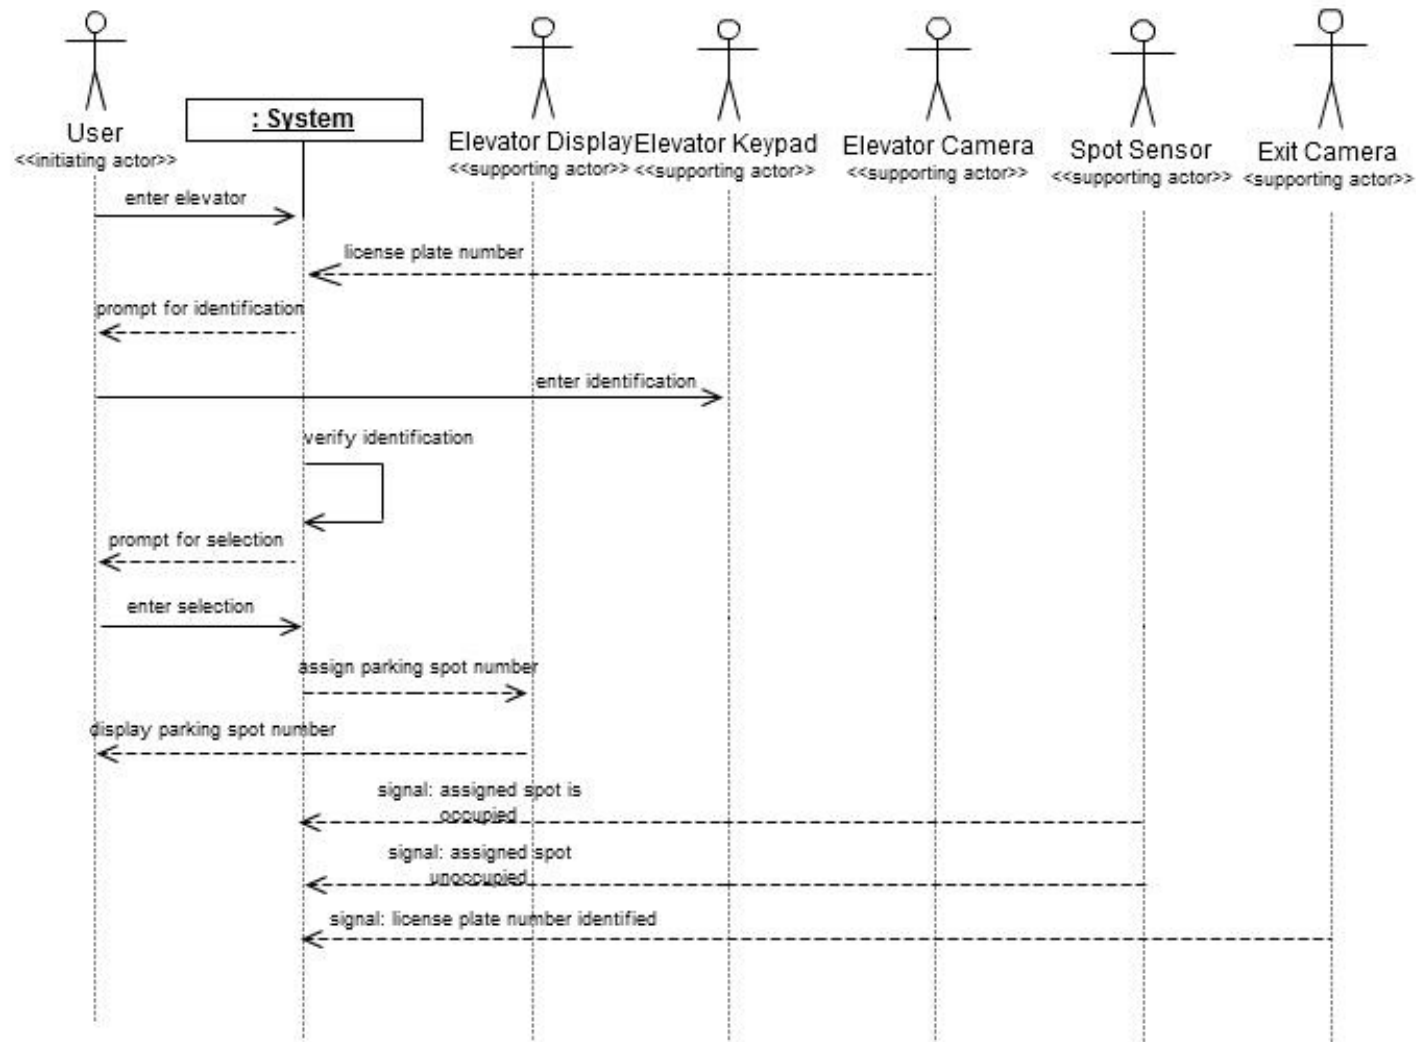 User
<<initiating actor>>
: System
Elevator Display
<<supporting actor>>
Elevator Keypad
<<supporting actor>>
Elevator Camera
<<supporting actor>>
Spot Sensor
<<supporting actor>>
Exit Camera
<supporting actor>>
enter elevator
license plate number
prompt for identification
enter identification
verify identification
prompt for selection
enter selection
assign parking spot number
display parking spot number
signal: assigned spot is
occupied
signal: assigned spot
unoccupied
signal: license plate number identified